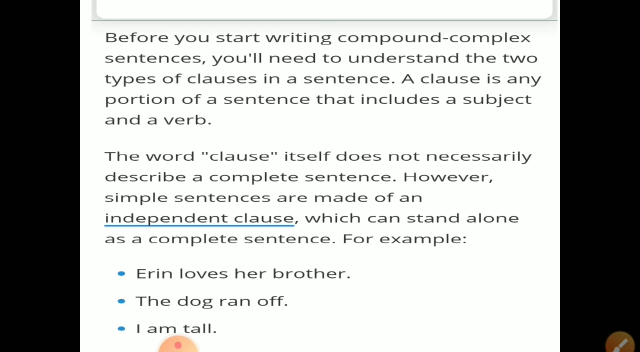 Before you start writing compound-complex
sentences, you'll need to understand the two
types of clauses in a sentence. A clause is any
portion of a sentence that includes a subject
and a verb.
The word "clause" itself does not necessarily
describe a complete sentence. However,
simple sentences are made of an
independent clause, which can stand alone
as a complete sentence. For example:
• Erin loves her brother.
• The dog ran off.
• I am tall.